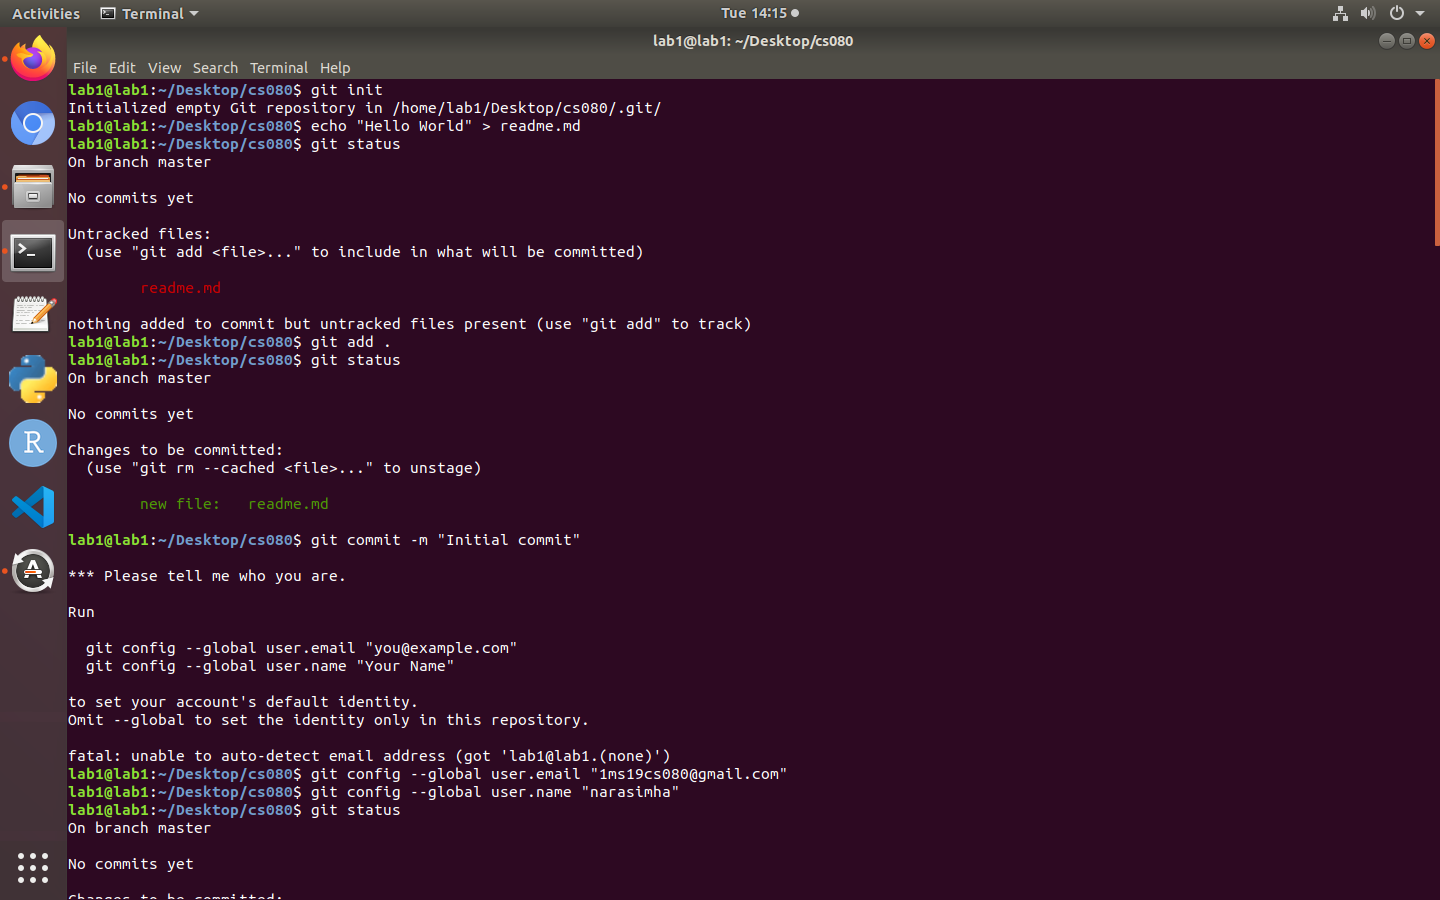 Activities
Terminal
Tue 14:15
lab1@lab1: ~/Desktop/cs080
File Edit View Search Terminal Help
lab1@lab1:~/Desktop/cs080$ git init
Initialized empty Git repository in /home/lab1/Desktop/cs080/.git/
lab1@lab1:~/Desktop/cs080$ echo "Hello World" > readme.md
lab1@lab1:~/Desktop/cs080$ git status
On branch master
No commits yet
Untracked files:
  (use "git add <file>..." to include in what will be committed)
        readme.md
nothing added to commit but untracked files present (use "git add" to track)
lab1@lab1:~/Desktop/cs080$ git add .
lab1@lab1:~/Desktop/cs080$ git status
On branch master
No commits yet
Changes to be committed:
  (use "git rm --cached <file>..." to unstage)
        new file:   readme.md
lab1@lab1:~/Desktop/cs080$ git commit -m "Initial commit"
*** Please tell me who you are.
Run
  git config --global user.email "you@example.com"
  git config --global user.name "Your Name"
to set your account's default identity.
Omit --global to set the identity only in this repository.
fatal: unable to auto-detect email address (got 'lab1@lab1.(none)')
lab1@lab1:~/Desktop/cs080$ git config --global user.email "1ms19cs080@gmail.com"
lab1@lab1:~/Desktop/cs080$ git config --global user.name "narasimha"
lab1@lab1:~/Desktop/cs080$ git status
On branch master
No commits yet
Changes to be committed: